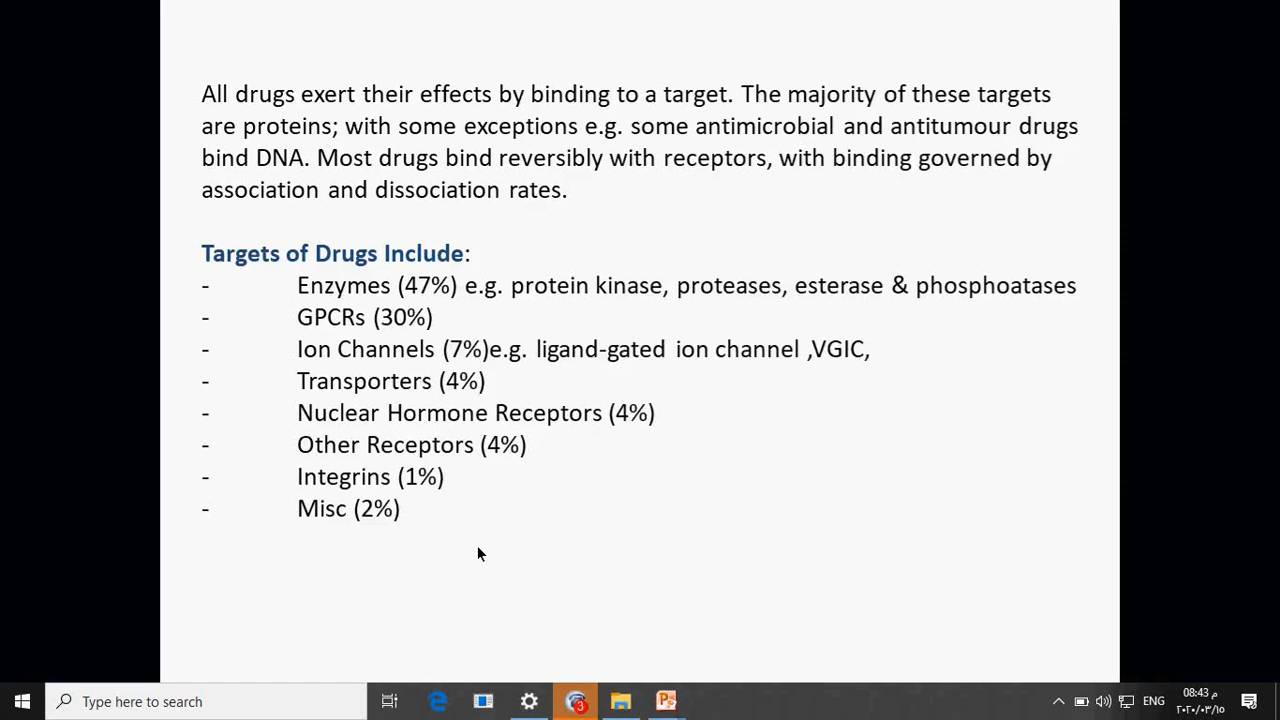 All drugs exert their effects by binding to a target. The majority of these targets
are proteins; with some exceptions e.g. some antimicrobial and antitumour drugs
bind DNA. Most drugs bind reversibly with receptors, with binding governed by
association and dissociation rates.
Targets of Drugs Include:
- Enzymes (47%) e.g. protein kinase, proteases, esterase & phosphoatases
- GPCRs (30%)
- Ion Channels (7%)e.g. ligand-gated ion channel ,VGIC,
- Transporters (4%)
- Nuclear Hormone Receptors (4%)
- Other Receptors (4%)
- Integrins (1%)
- Misc (2%)
Type here to search
3
ENG
08:43 م
٢٠٢٠/٠٣/١٥